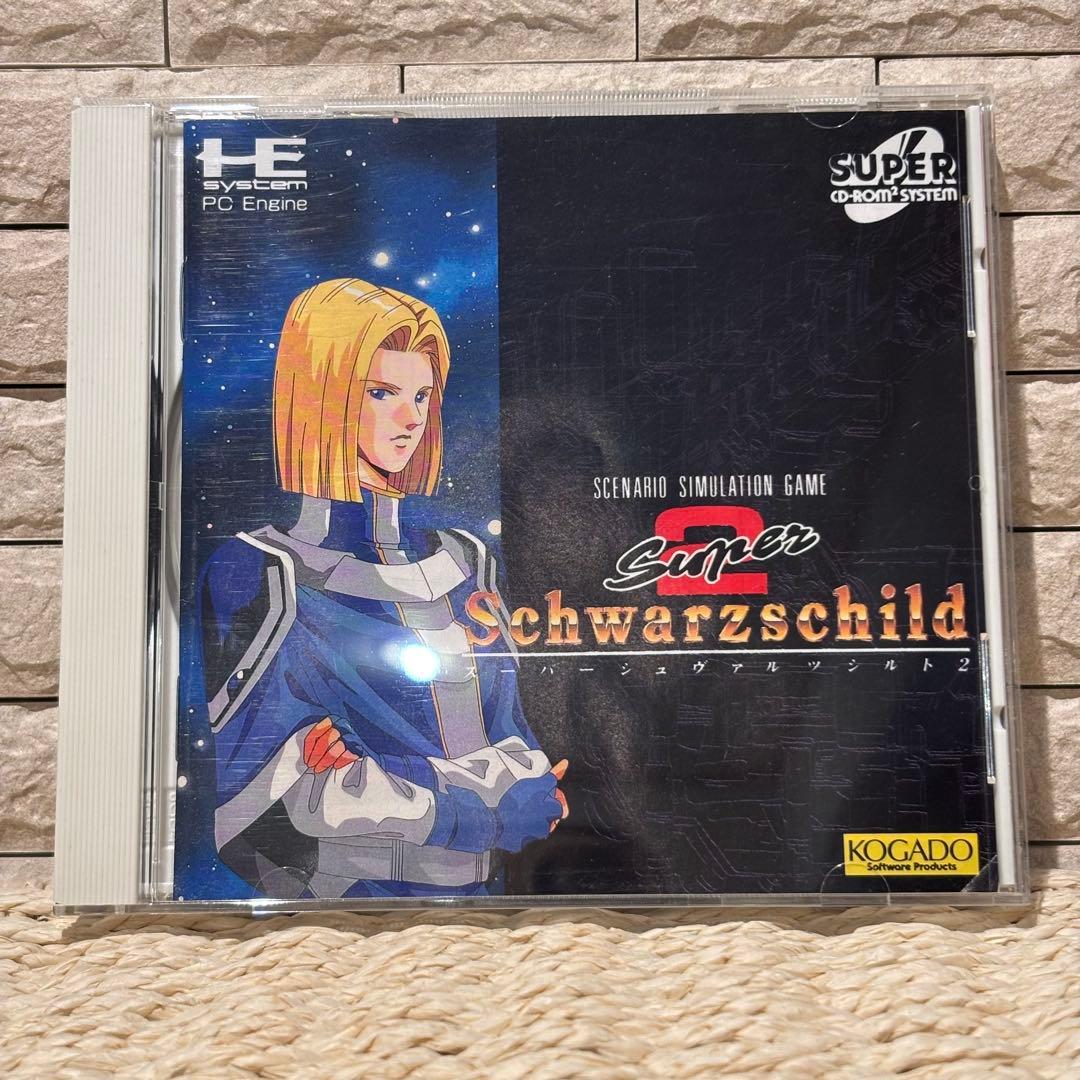 HE
system
PC Engine
SUPER
CD-ROM² SYSTEM
SCENARIO SIMULATION GAME
Super 2
Schwarzschild
スーパーシュヴァルツシルト2
KOGADO
Software Products